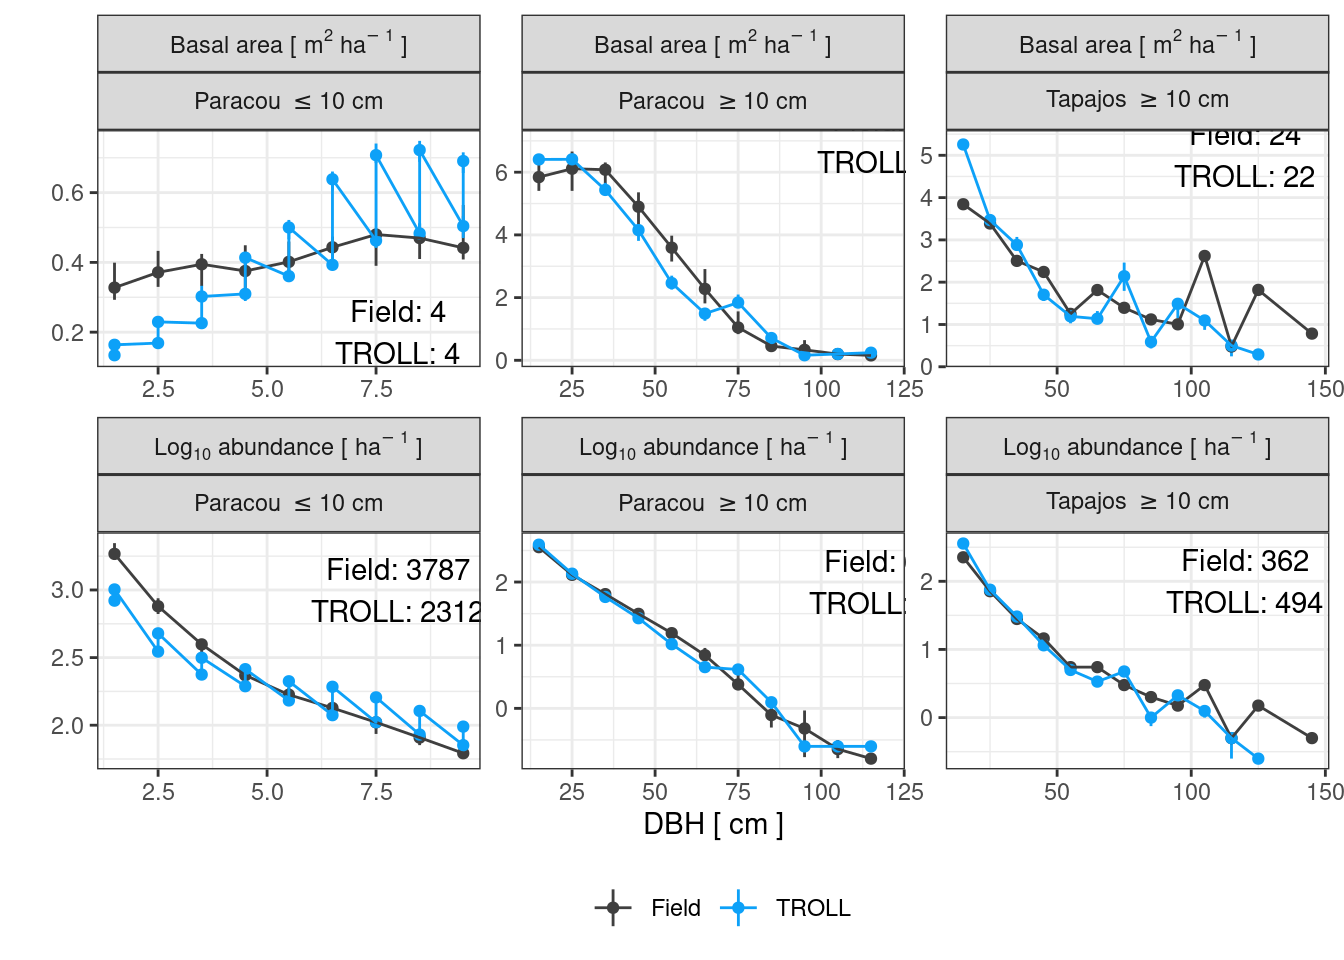 Basal area [ m² ha⁻¹ ]
Paracou ≤ 10 cm
0.6
0.4
0.2
Field: 4
TROLL: 4
2.5 5.0 7.5
Basal area [ m² ha⁻¹ ]
Paracou ≥ 10 cm
6
4
2
0
TROLL
25 50 75 100 125
Basal area [ m² ha⁻¹ ]
Tapajos ≥ 10 cm
5
4
3
2
1
0
Field: 24
TROLL: 22
50 100 150
Log₁₀ abundance [ ha⁻¹ ]
Paracou ≤ 10 cm
3.0
2.5
2.0
Field: 3787
TROLL: 2312
2.5 5.0 7.5
Log₁₀ abundance [ ha⁻¹ ]
Paracou ≥ 10 cm
2
1
0
Field:
TROLL:
25 50 75 100 125
Log₁₀ abundance [ ha⁻¹ ]
Tapajos ≥ 10 cm
2
1
0
Field: 362
TROLL: 494
50 100 150
DBH [ cm ]
Field TROLL